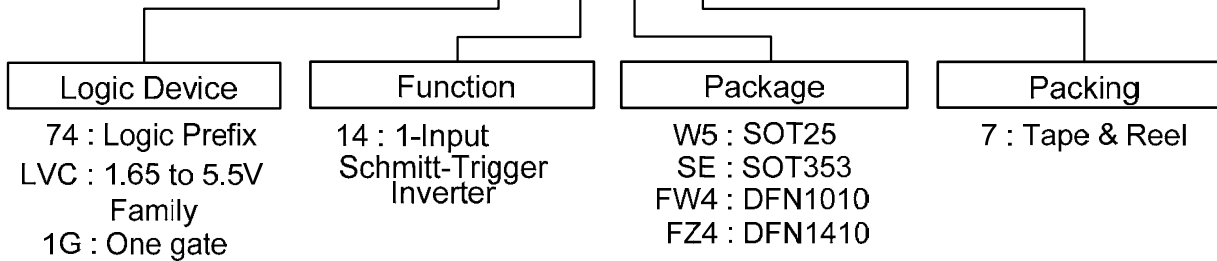 Logic Device
74 : Logic Prefix
LVC : 1.65 to 5.5V
Family
1G : One gate
Function
14 : 1-Input
Schmitt-Trigger
Inverter
Package
W5 : SOT25
SE : SOT353
FW4 : DFN1010
FZ4 : DFN1410
Packing
7 : Tape & Reel